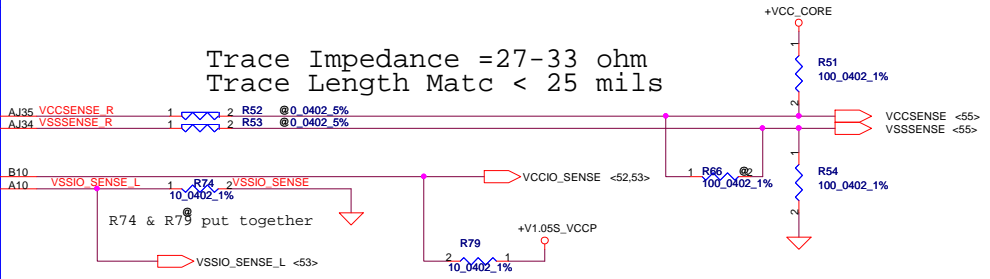 +VCC_CORE
Trace Impedance =27-33 ohm
Trace Length Matc < 25 mils
1
R51
100_0402_1%
2
AJ35 VCCSENSE_R 1 2 R52 @0_0402_5%
VCCSENSE <55>
AJ34 VSSSENSE_R 1 2 R53 @0_0402_5%
VSSSENSE <55>
1
1 R66 @ 2
100_0402_1%
R54
100_0402_1%
2
B10
VCCIO_SENSE <52,53>
A10 VSSIO_SENSE_L 1 R74 2 VSSIO_SENSE
10_0402_1%
@
R74 & R79 put together
+V1.05S_VCCP
2 R79 1
10_0402_1%
VSSIO_SENSE_L <53>